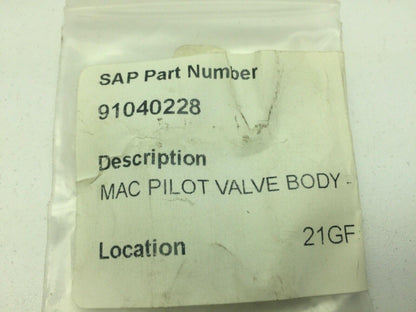 SAP Part Number
91040228
Description
MAC PILOT VALVE BODY -
Location 21GF